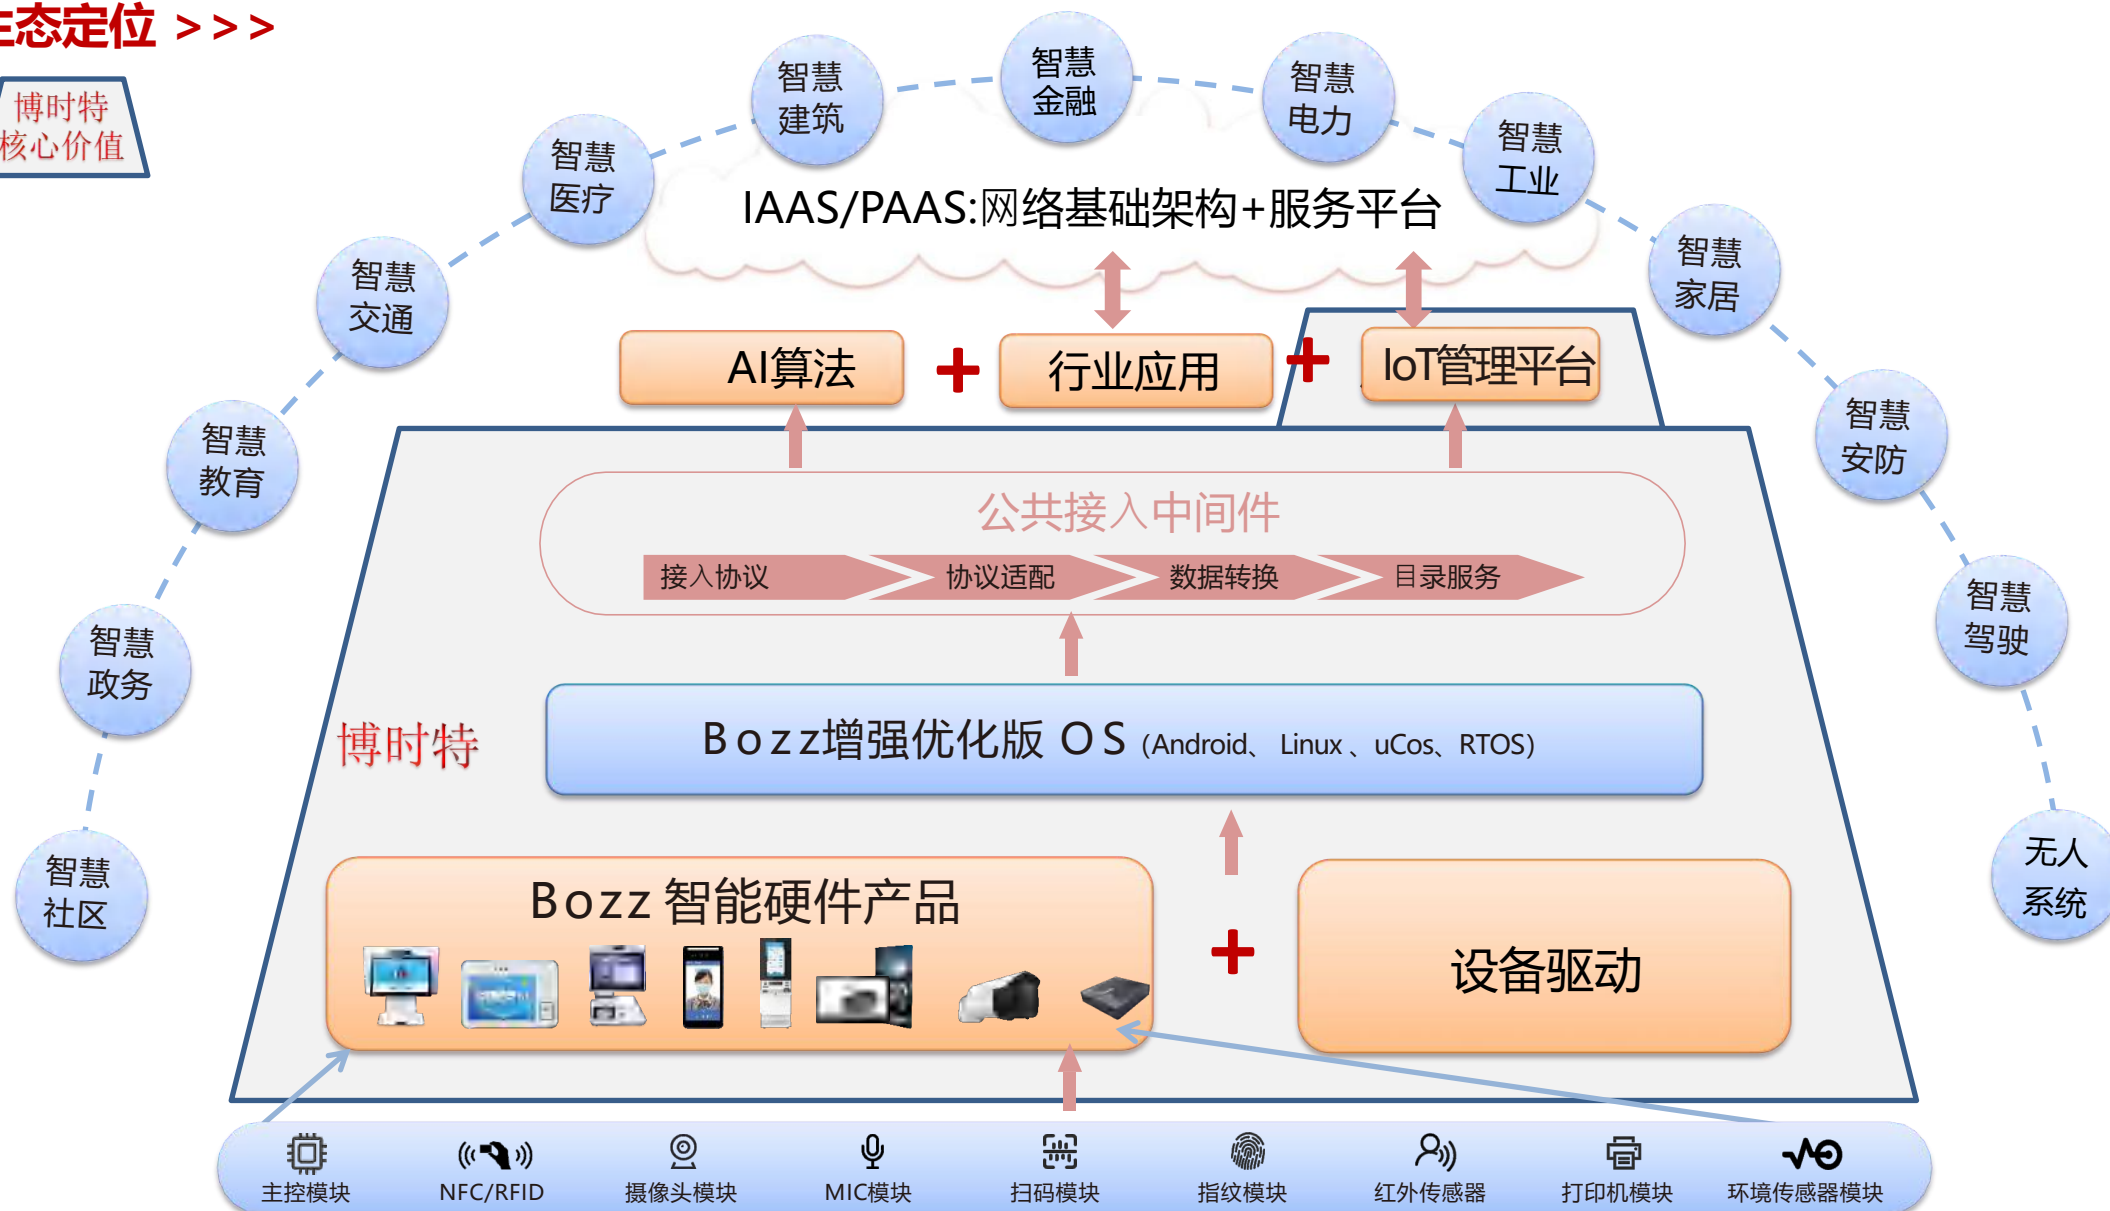 生态定位 >>>
博时特
核心价值
智慧
建筑
智慧
金融
智慧
电力
智慧
工业
智慧
医疗
IAAS/PAAS:网络基础架构+服务平台
智慧
家居
智慧
交通
AI算法
+
行业应用
+
IoT管理平台
智慧
教育
智慧
安防
公共接入中间件
接入协议
协议适配
数据转换
目录服务
智慧
驾驶
智慧
政务
博时特
Bozz增强优化版 OS (Android、 Linux 、uCos、RTOS)
智慧
社区
无人
系统
Bozz 智能硬件产品
+
设备驱动
主控模块
NFC/RFID
摄像头模块
MIC模块
扫码模块
指纹模块
红外传感器
打印机模块
环境传感器模块